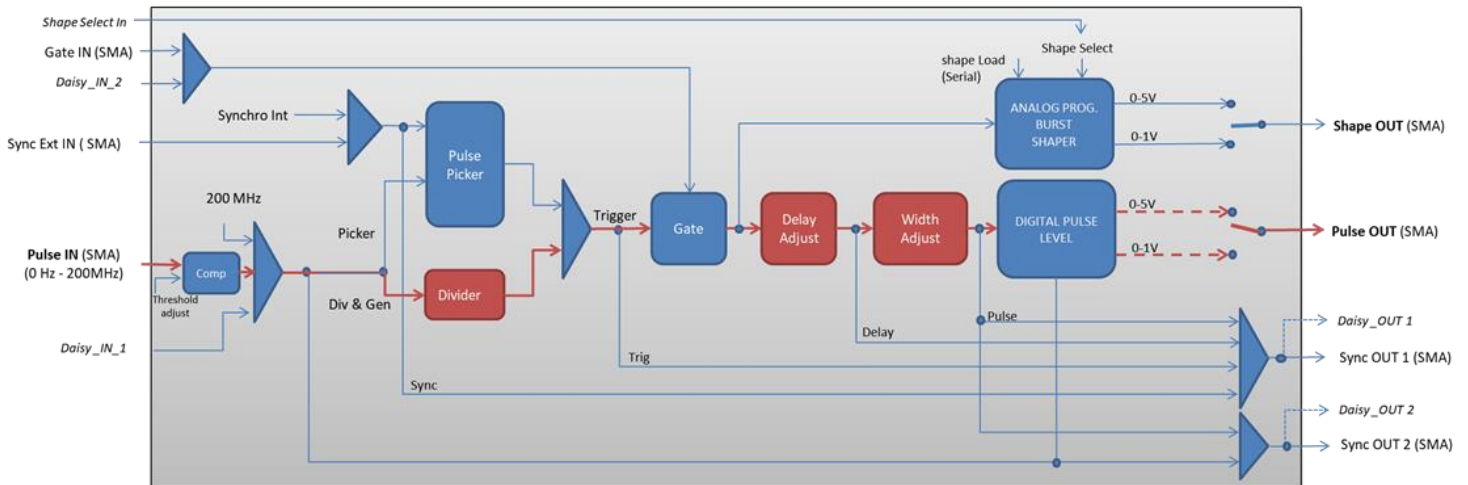 Shape Select In
Gate IN (SMA)
Daisy_IN_2
Shape Select
shape Load
(Serial)
Synchro Int
Sync Ext IN ( SMA)
Pulse
Picker
ANALOG PROG.
BURST
SHAPER
0-5V
0-1V
Shape OUT (SMA)
200 MHz
Picker
Trigger
Gate
Delay
Adjust
Width
Adjust
DIGITAL PULSE
LEVEL
0-5V
0-1V
Pulse OUT (SMA)
Pulse IN (SMA)
(0 Hz - 200MHz)
Comp
Threshold
adjust
Div & Gen
Divider
Daisy_IN_1
Pulse
Delay
Trig
Sync
Daisy_OUT 1
Sync OUT 1 (SMA)
Daisy_OUT 2
Sync OUT 2 (SMA)